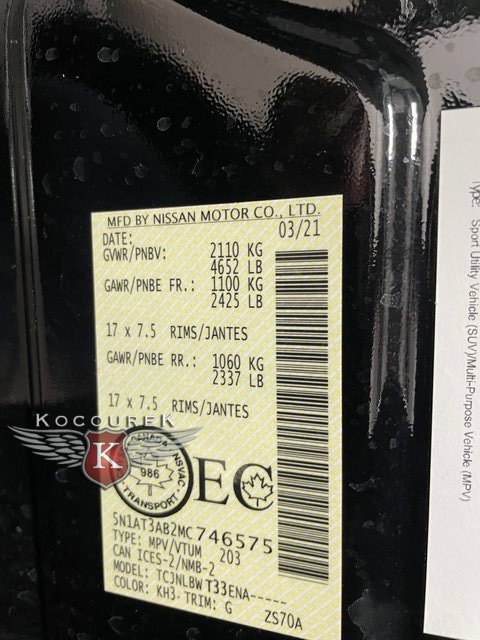 MFD BY NISSAN MOTOR CO., LTD.
DATE: 03/21
GVWR/PNBV: 2110 KG
4652 LB
GAWR/PNBE FR.: 1100 KG
2425 LB
17 x 7.5 RIMS/JANTES
GAWR/PNBE RR.: 1060 KG
2337 LB
17 x 7.5 RIMS/JANTES
KOCOUREK
K
CANADA
NSVAC
986
TRANSPORT
EC
5N1AT3AB2MC746575
TYPE: MPV/VTUM 203
CAN ICES-2/NMB-2
MODEL: TCJNLBWT33ENA-----
COLOR: KH3 TRIM: G ZS70A
Type: Sport Utility Vehicle (SUV)/Multi-Purpose Vehicle (MPV)